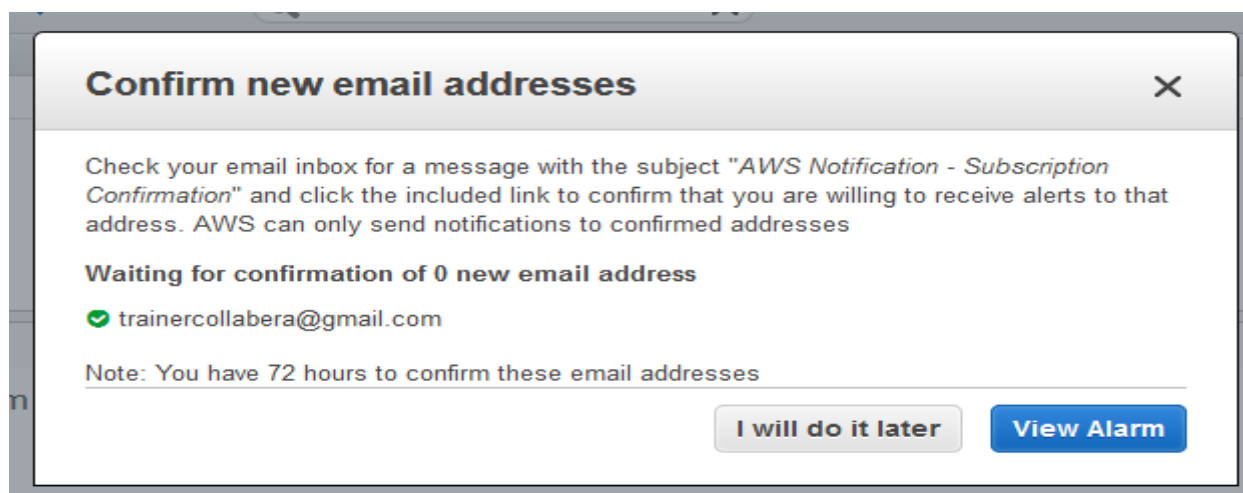 Confirm new email addresses
Check your email inbox for a message with the subject "AWS Notification - Subscription
Confirmation" and click the included link to confirm that you are willing to receive alerts to that
address. AWS can only send notifications to confirmed addresses
Waiting for confirmation of 0 new email address
trainercollabera@gmail.com
Note: You have 72 hours to confirm these email addresses
m
I will do it later View Alarm